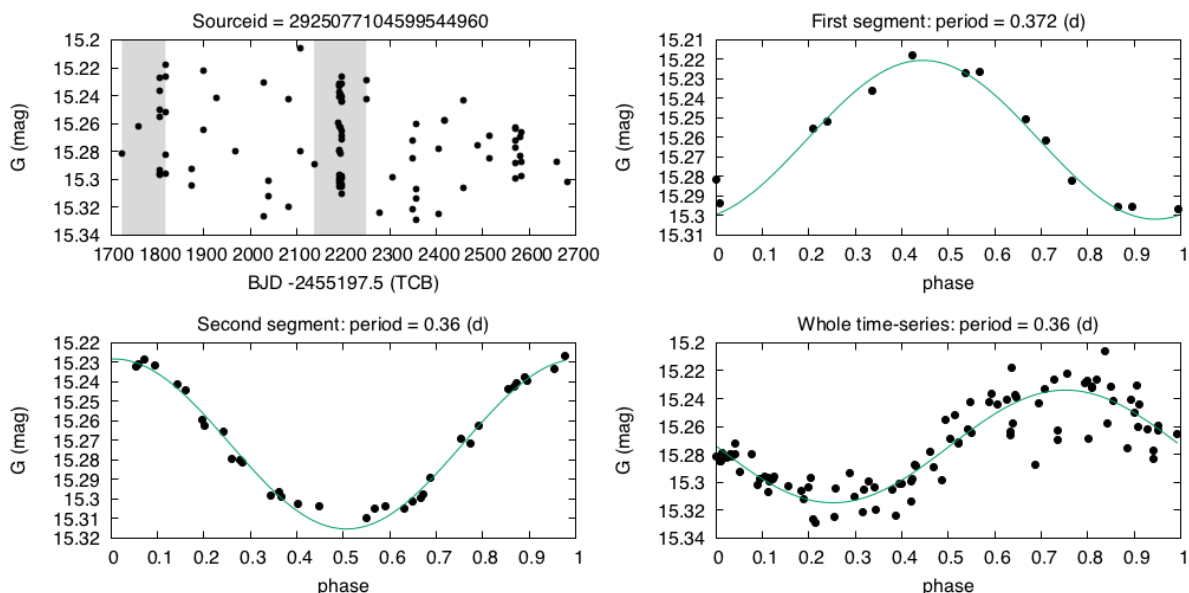 Sourceid = 2925077104599544960
15.2
15.22
15.24
15.26
15.28
15.3
15.32
15.34
G (mag)
1700 1800 1900 2000 2100 2200 2300 2400 2500 2600 2700
BJD -2455197.5 (TCB)
First segment: period = 0.372 (d)
15.21
15.22
15.23
15.24
15.25
15.26
15.27
15.28
15.29
15.3
15.31
G (mag)
0 0.1 0.2 0.3 0.4 0.5 0.6 0.7 0.8 0.9 1
phase
Second segment: period = 0.36 (d)
15.22
15.23
15.24
15.25
15.26
15.27
15.28
15.29
15.3
15.31
15.32
G (mag)
0 0.1 0.2 0.3 0.4 0.5 0.6 0.7 0.8 0.9 1
phase
Whole time-series: period = 0.36 (d)
15.2
15.22
15.24
15.26
15.28
15.3
15.32
15.34
G (mag)
0 0.1 0.2 0.3 0.4 0.5 0.6 0.7 0.8 0.9 1
phase